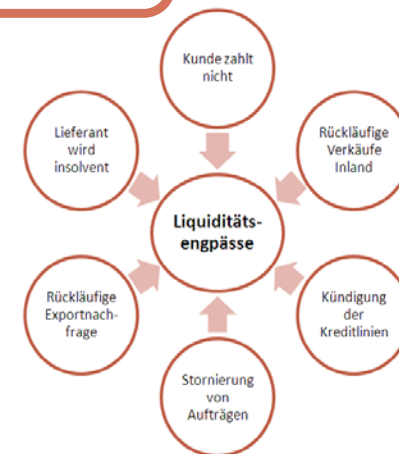 Kunde zahlt
nicht
Lieferant
wird
insolvent
Rückläufige
Verkäufe
Inland
Liquiditäts-
engpässe
Rückläufige
Exportnach-
frage
Kündigung
der
Kreditlinien
Stornierung
von
Aufträgen